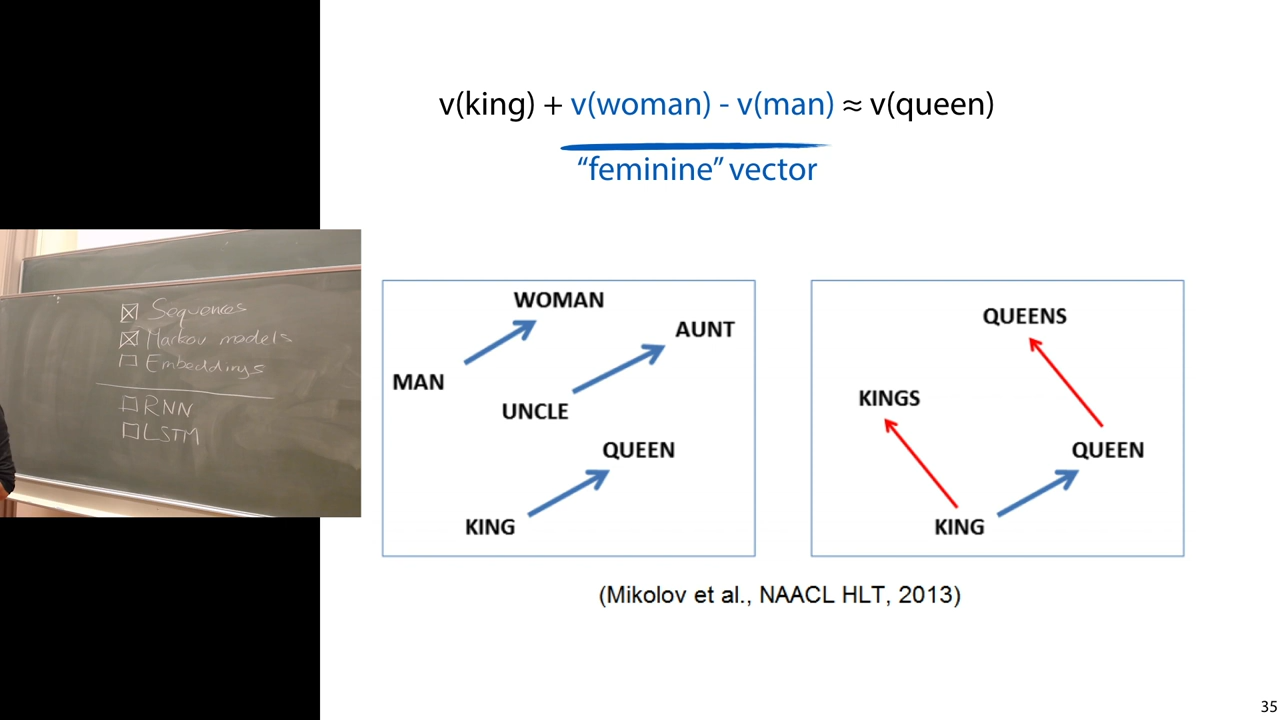 v(king) + v(woman) - v(man) ≈ v(queen)
“feminine” vector
Sequences
Markov models
Embeddings
RNN
LSTM
WOMAN
AUNT
MAN
UNCLE
QUEEN
KING
QUEENS
KINGS
QUEEN
KING
(Mikolov et al., NAACL HLT, 2013)
35